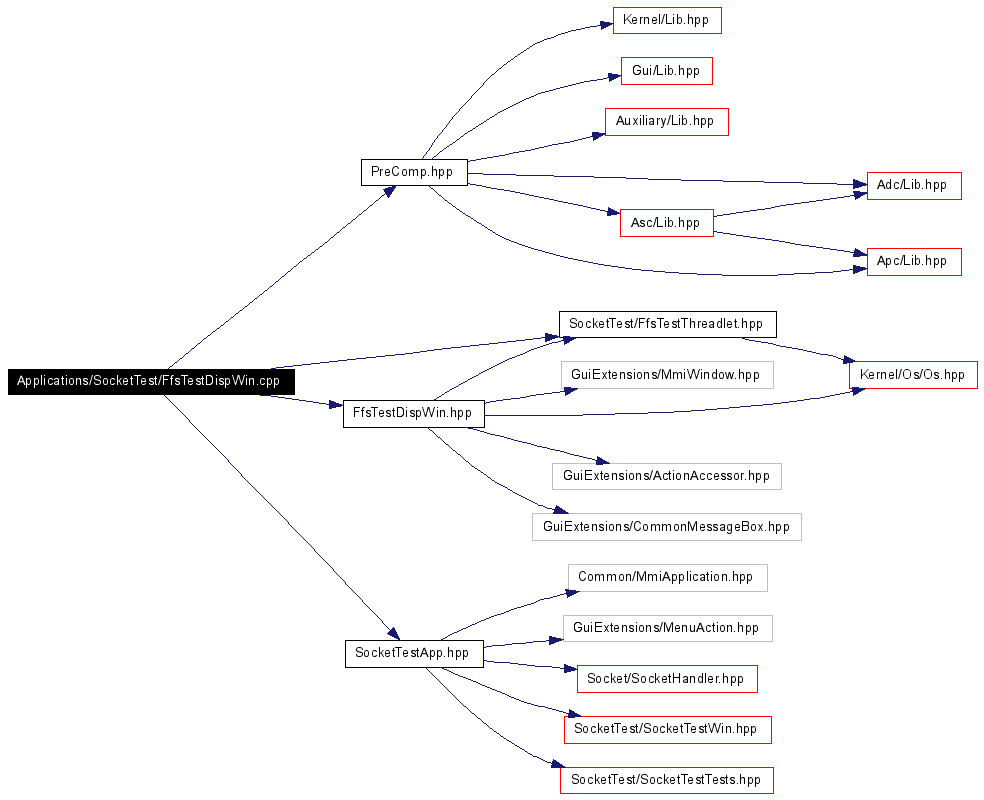 Kernel/Lib.hpp
Gui/Lib.hpp
Auxiliary/Lib.hpp
PreComp.hpp
Adc/Lib.hpp
Asc/Lib.hpp
Apc/Lib.hpp
SocketTest/FfsTestThreadlet.hpp
GuiExtensions/MmiWindow.hpp
Kernel/Os/Os.hpp
Applications/SocketTest/FfsTestDispWin.cpp
FfsTestDispWin.hpp
GuiExtensions/ActionAccessor.hpp
GuiExtensions/CommonMessageBox.hpp
Common/MmiApplication.hpp
GuiExtensions/MenuAction.hpp
SocketTestApp.hpp
Socket/SocketHandler.hpp
SocketTest/SocketTestWin.hpp
SocketTest/SocketTestTests.hpp